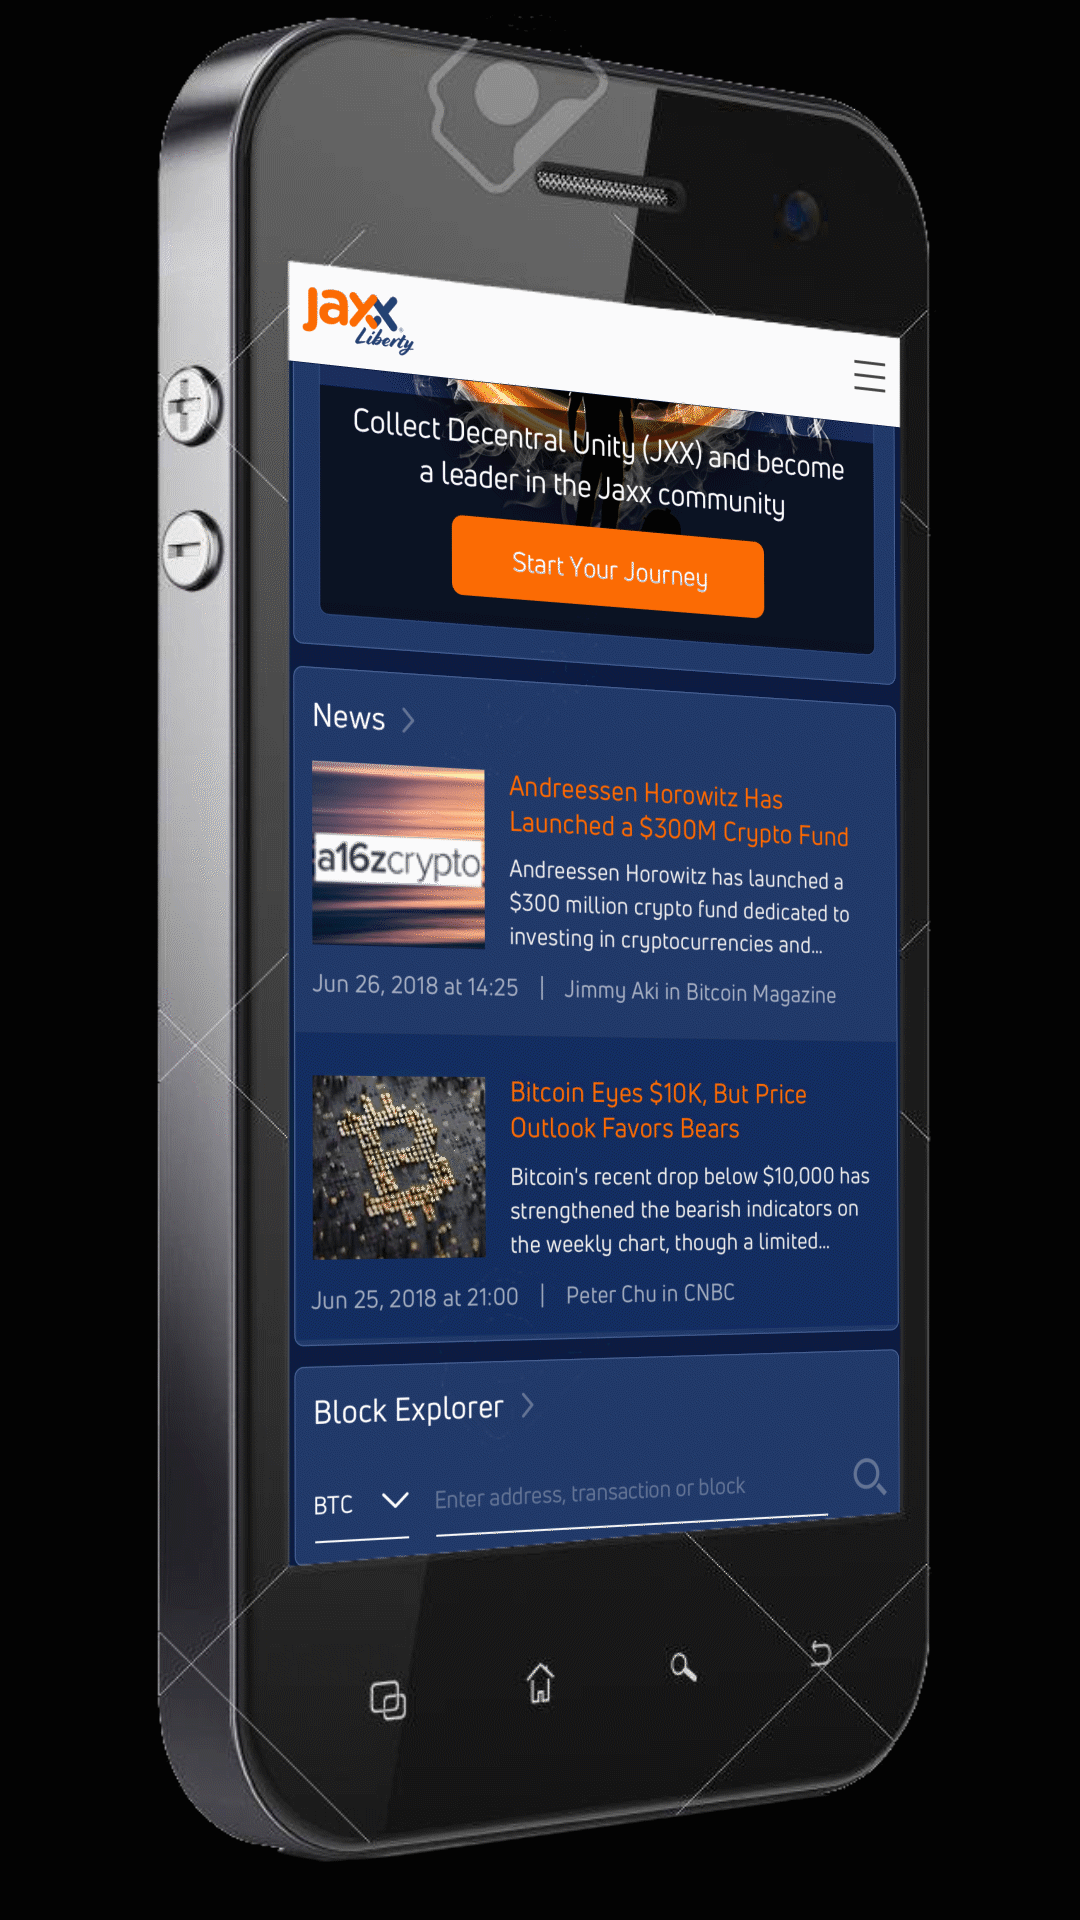 Jaxx
Liberty
Collect Decentral Unity (JXX) and become
a leader in the Jaxx community
Start Your Journey
News
a16zcrypto
Andreessen Horowitz Has
Launched a $300M Crypto Fund
Andreessen Horowitz has launched a
$300 million crypto fund dedicated to
investing in cryptocurrencies and...
Jun 26, 2018 at 14:25 | Jimmy Aki in Bitcoin Magazine
Bitcoin Eyes $10K, But Price
Outlook Favors Bears
Bitcoin's recent drop below $10,000 has
strengthened the bearish indicators on
the weekly chart, though a limited...
Jun 25, 2018 at 21:00 | Peter Chu in CNBC
Block Explorer
BTC
Enter address, transaction or block